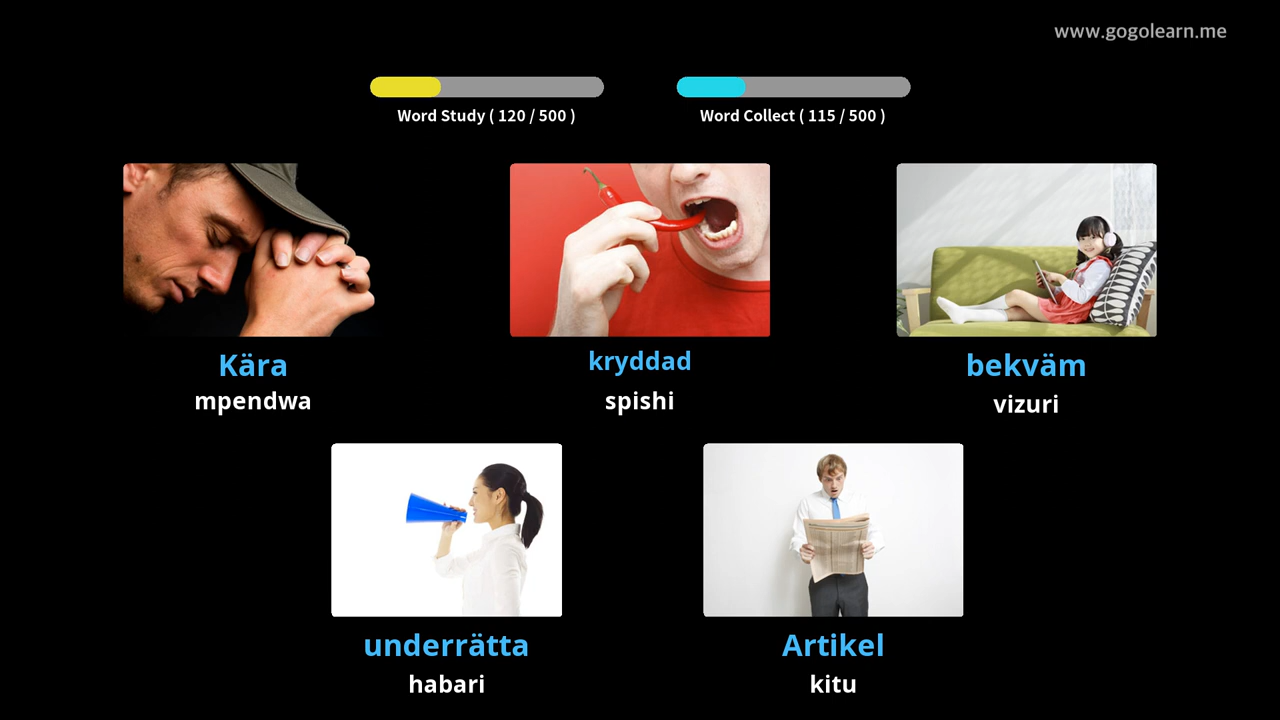 www.gogolearn.me
Word Study ( 120 / 500 )
Word Collect ( 115 / 500 )
Kära
mpendwa
kryddad
spishi
bekväm
vizuri
underrätta
habari
Artikel
kitu